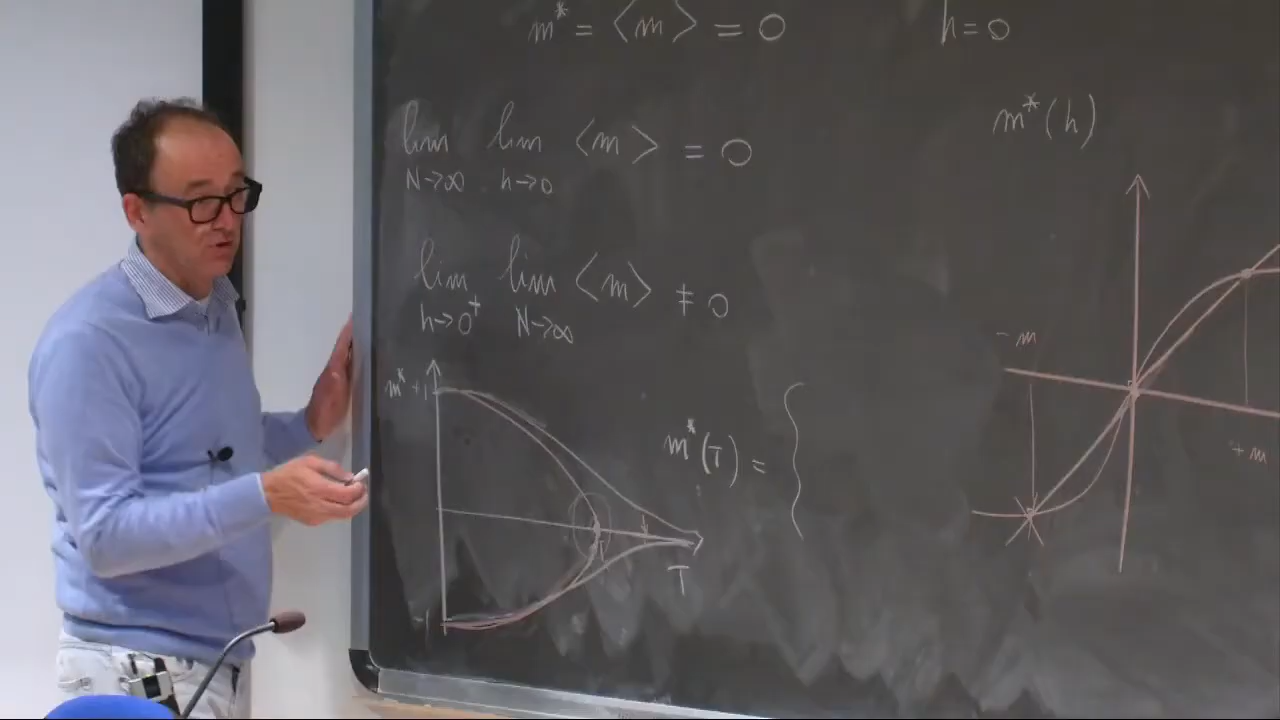 m* = ⟨m⟩ = 0
h = 0
lim lim ⟨m⟩ = 0
N→∞ h→0
lim lim ⟨m⟩ ≠ 0
h→0⁺ N→∞
m* +1
-1
T
m*(T) = {
m*(h)
-m
+m